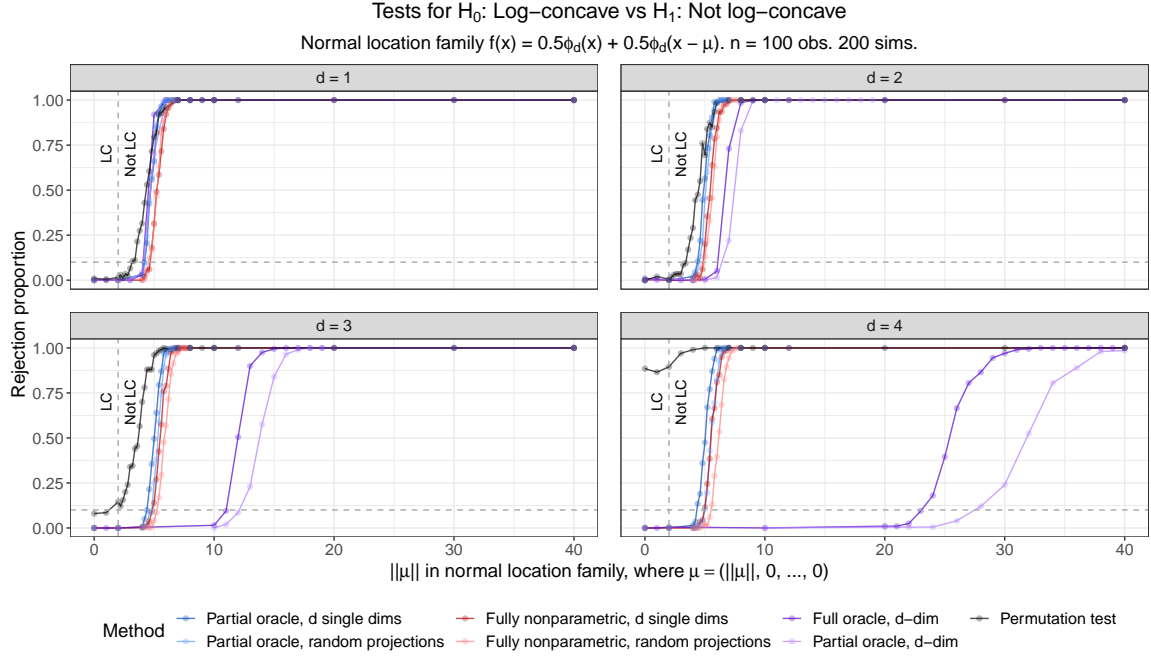 Tests for H₀: Log−concave vs H₁: Not log−concave
Normal location family f(x) = 0.5ϕd(x) + 0.5ϕd(x − μ). n = 100 obs. 200 sims.
d = 1
d = 2
1.00
0.75
0.50
0.25
0.00
LC
Not LC
LC
Not LC
d = 3
d = 4
1.00
0.75
0.50
0.25
0.00
LC
Not LC
LC
Not LC
0 10 20 30 40
0 10 20 30 40
Rejection proportion
||μ|| in normal location family, where μ = (||μ||, 0, ..., 0)
Method
Partial oracle, d single dims
Partial oracle, random projections
Fully nonparametric, d single dims
Fully nonparametric, random projections
Full oracle, d−dim
Partial oracle, d−dim
Permutation test